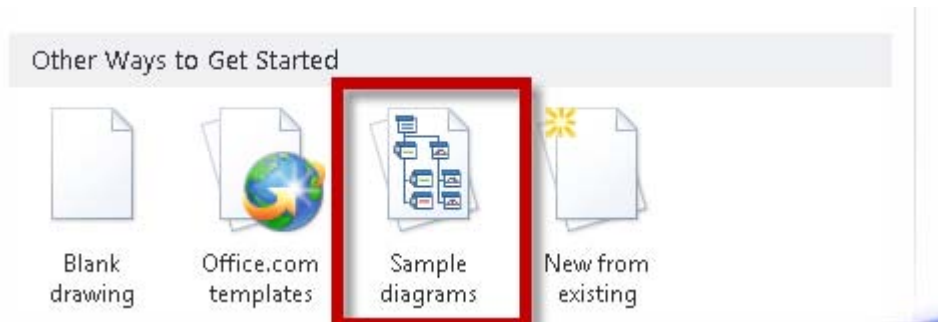 Other Ways to Get Started
Blank
drawing
Office.com
templates
Sample
diagrams
New from
existing